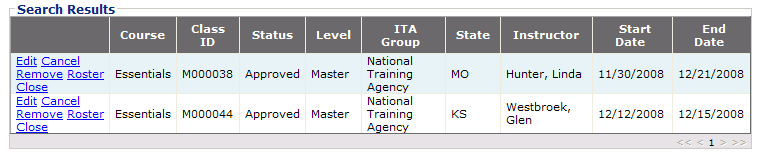 Search Results
Course Class ID Status Level ITA Group State Instructor Start Date End Date
Edit Cancel Remove Roster Close Essentials M000038 Approved Master National Training Agency MO Hunter, Linda 11/30/2008 12/21/2008
Edit Cancel Remove Roster Close Essentials M000044 Approved Master National Training Agency KS Westbroek, Glen 12/12/2008 12/15/2008
<< < 1 > >>